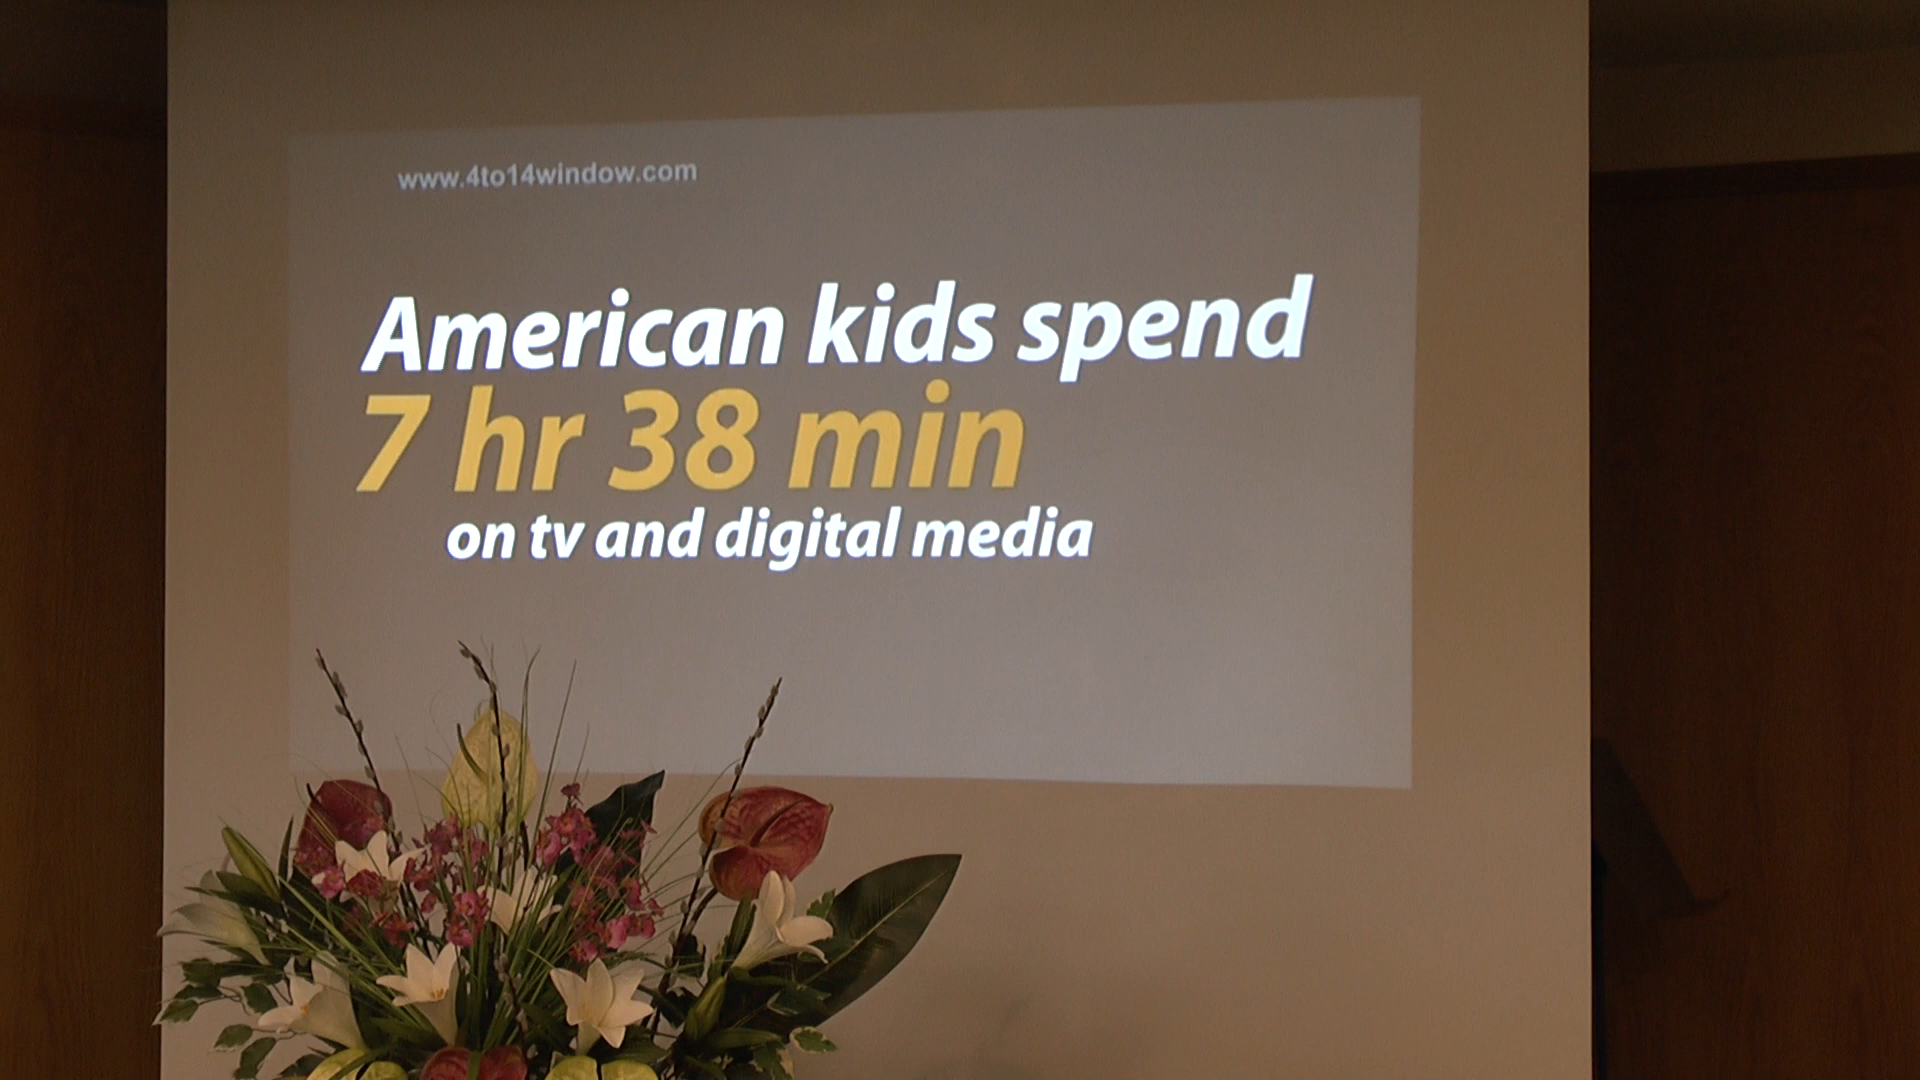 www.4to14window.com
American kids spend
7 hr 38 min
on tv and digital media